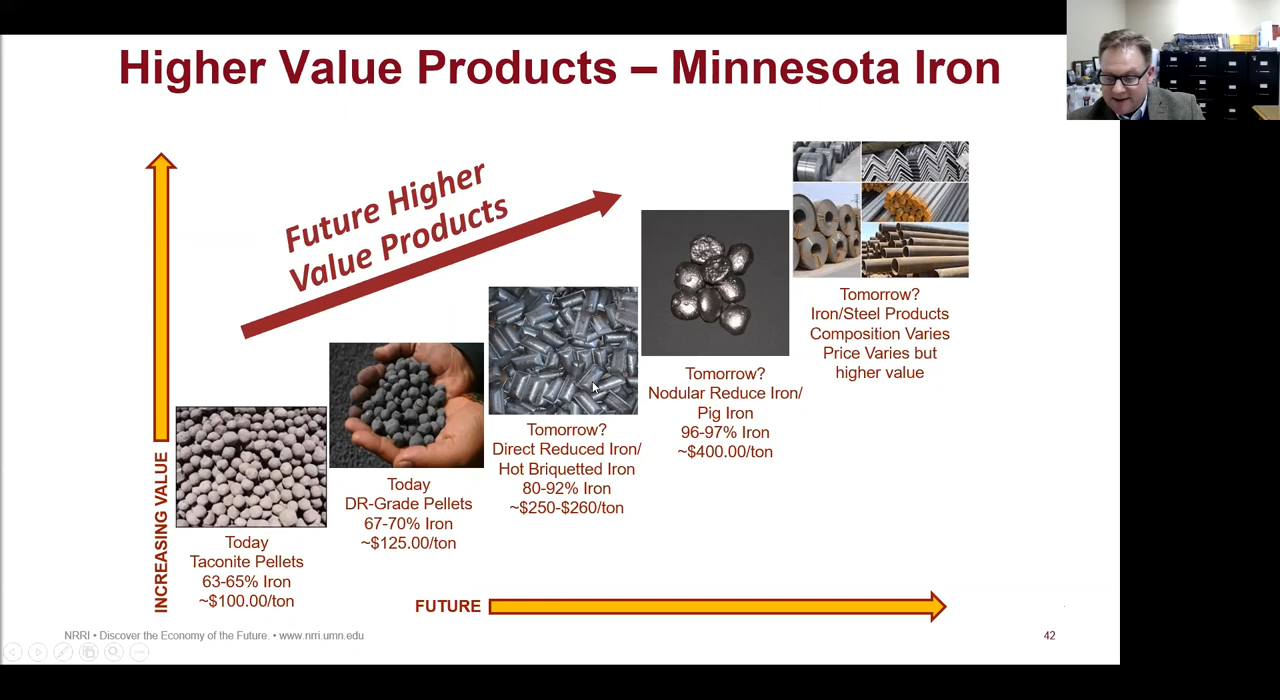 Higher Value Products – Minnesota Iron
Future Higher
Value Products
INCREASING VALUE
Today
Taconite Pellets
63-65% Iron
~$100.00/ton
Today
DR-Grade Pellets
67-70% Iron
~$125.00/ton
Tomorrow?
Direct Reduced Iron/
Hot Briquetted Iron
80-92% Iron
~$250-$260/ton
Tomorrow?
Nodular Reduce Iron/
Pig Iron
96-97% Iron
~$400.00/ton
Tomorrow?
Iron/Steel Products
Composition Varies
Price Varies but
higher value
FUTURE
NRRI • Discover the Economy of the Future. • www.nrri.umn.edu
42